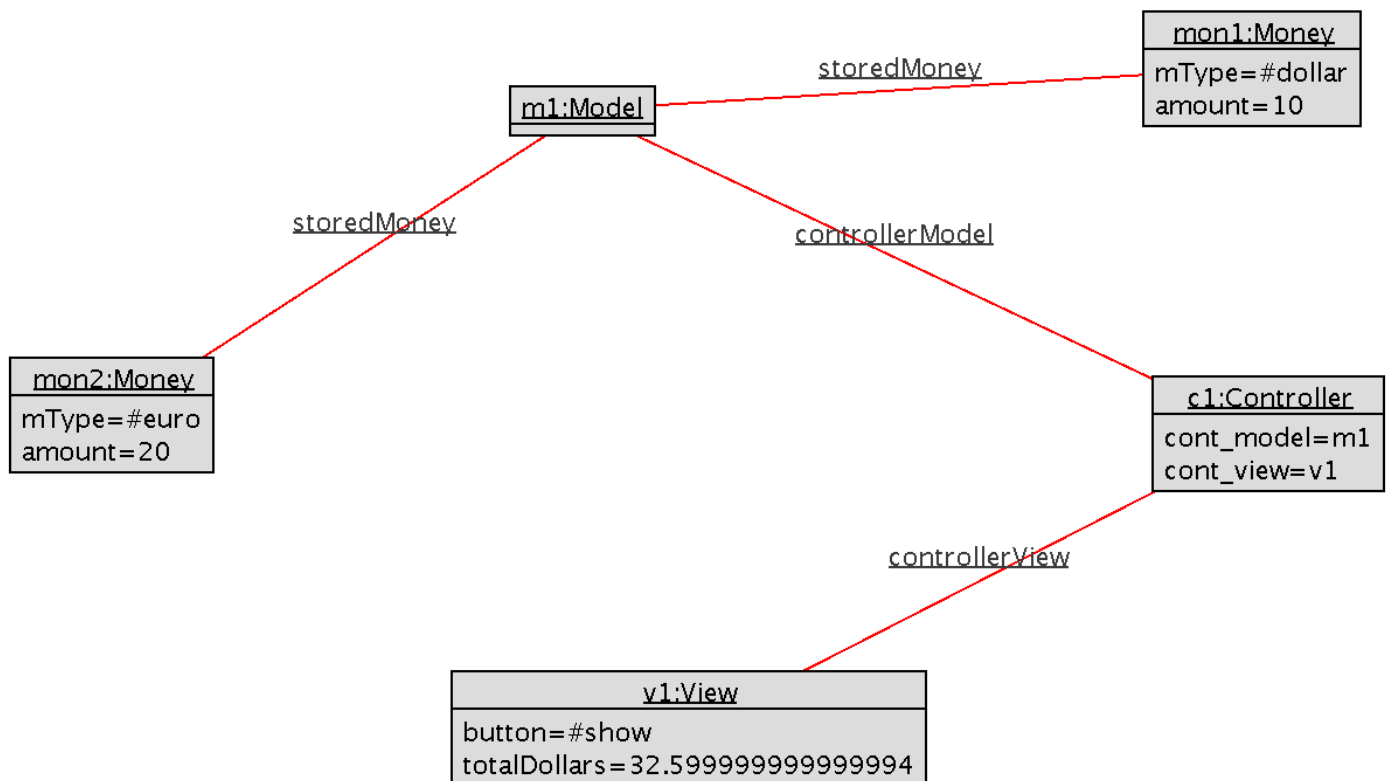 mon1:Money
mType=#dollar
amount=10
storedMoney
m1:Model
storedMoney
controllerModel
mon2:Money
mType=#euro
amount=20
c1:Controller
cont_model=m1
cont_view=v1
controllerView
v1:View
button=#show
totalDollars=32.599999999999994